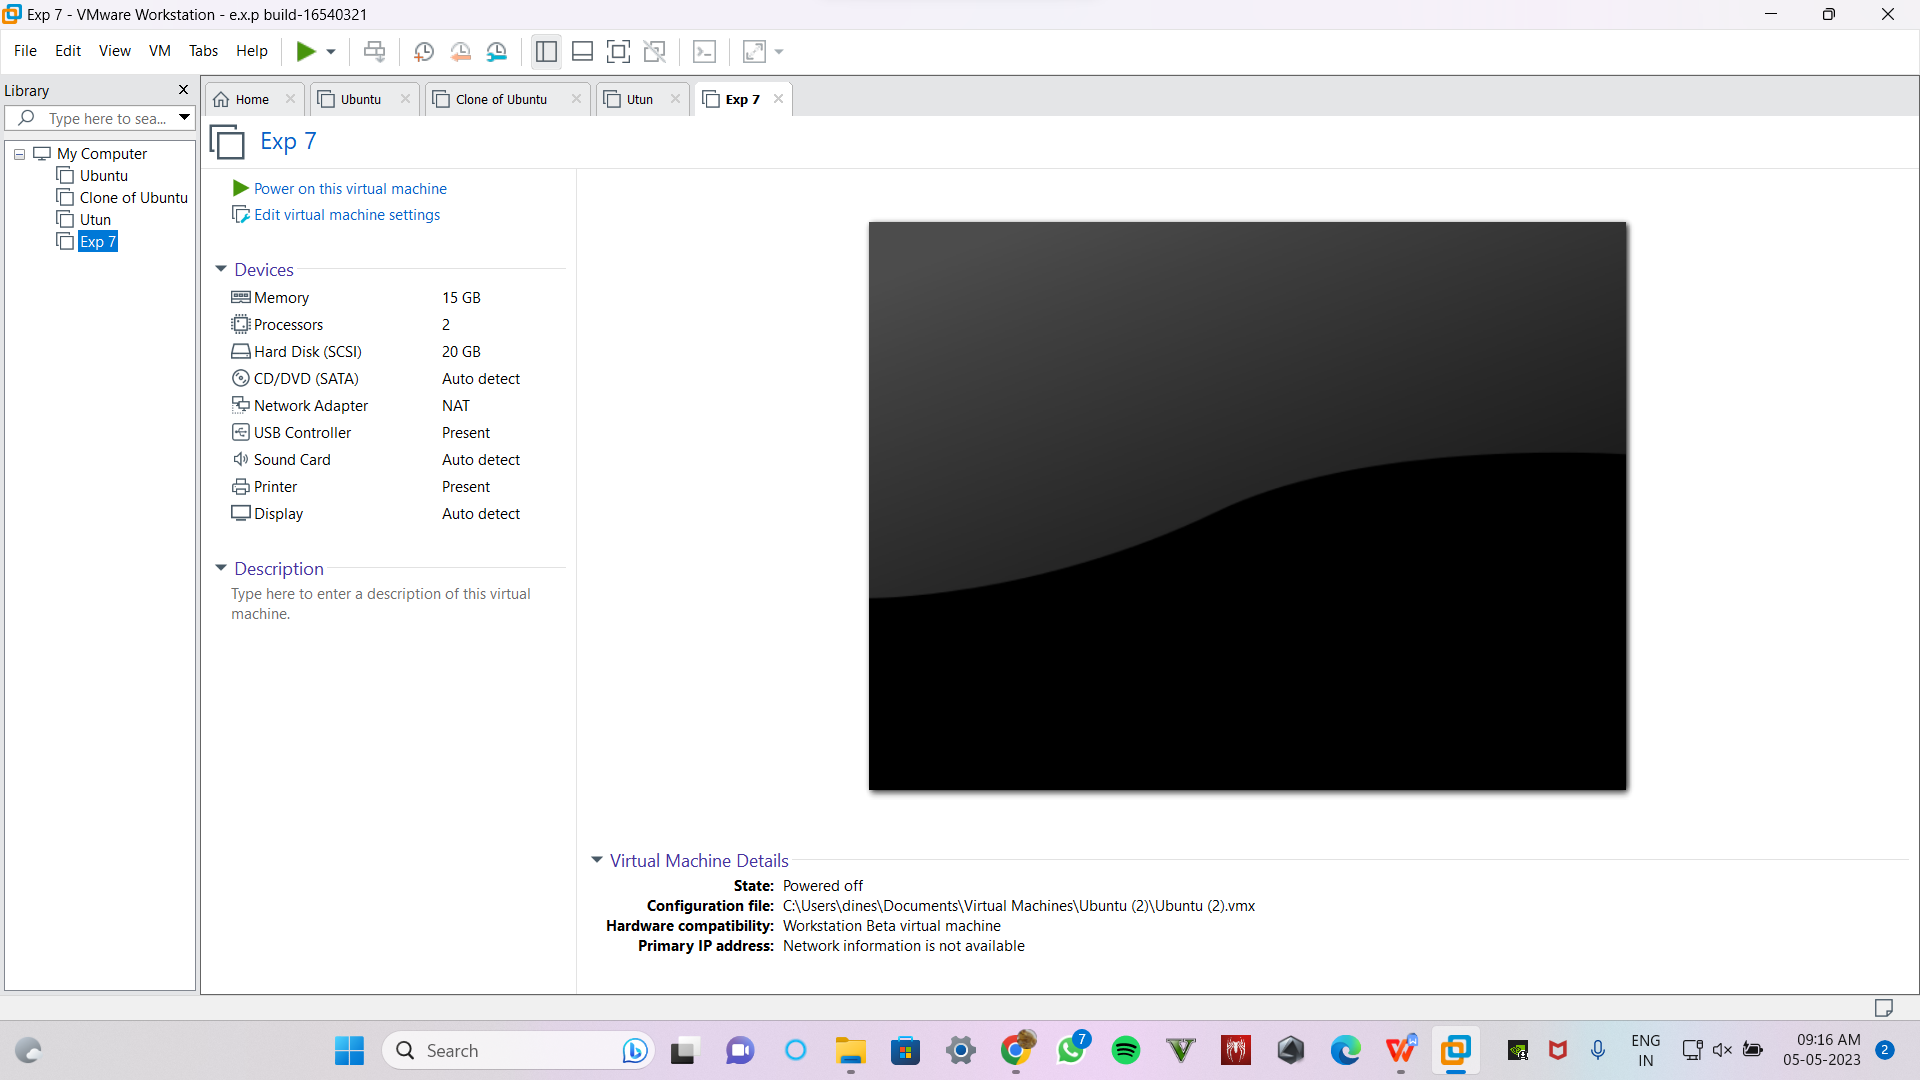 Exp 7 - VMware Workstation - e.x.p build-16540321
File Edit View VM Tabs Help
Library
Type here to sea...
My Computer
Ubuntu
Clone of Ubuntu
Utun
Exp 7
Home Ubuntu Clone of Ubuntu Utun Exp 7
Exp 7
Power on this virtual machine
Edit virtual machine settings
Devices
Memory 15 GB
Processors 2
Hard Disk (SCSI) 20 GB
CD/DVD (SATA) Auto detect
Network Adapter NAT
USB Controller Present
Sound Card Auto detect
Printer Present
Display Auto detect
Description
Type here to enter a description of this virtual
machine.
Virtual Machine Details
State: Powered off
Configuration file: C:\Users\dines\Documents\Virtual Machines\Ubuntu (2)\Ubuntu (2).vmx
Hardware compatibility: Workstation Beta virtual machine
Primary IP address: Network information is not available
Search
7
ENG
IN
09:16 AM
05-05-2023
2